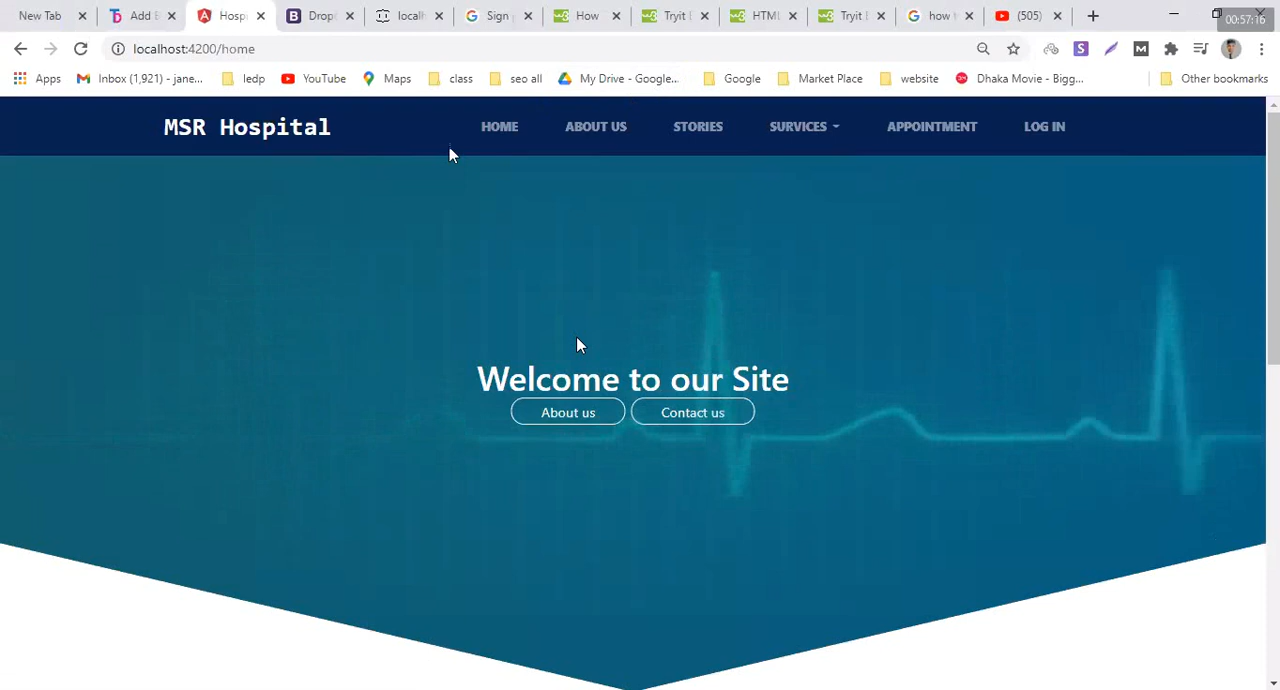 New Tab
Add B
Hospi
Drop
localh
Sign
How
Tryit E
HTML
Tryit E
how
(505)
00:57:16
localhost:4200/home
Apps
Inbox (1,921) - jane...
ledp
YouTube
Maps
class
seo all
My Drive - Google...
Google
Market Place
website
Dhaka Movie - Bigg...
Other bookmarks
MSR Hospital
HOME
ABOUT US
STORIES
SURVICES
APPOINTMENT
LOG IN
Welcome to our Site
About us
Contact us